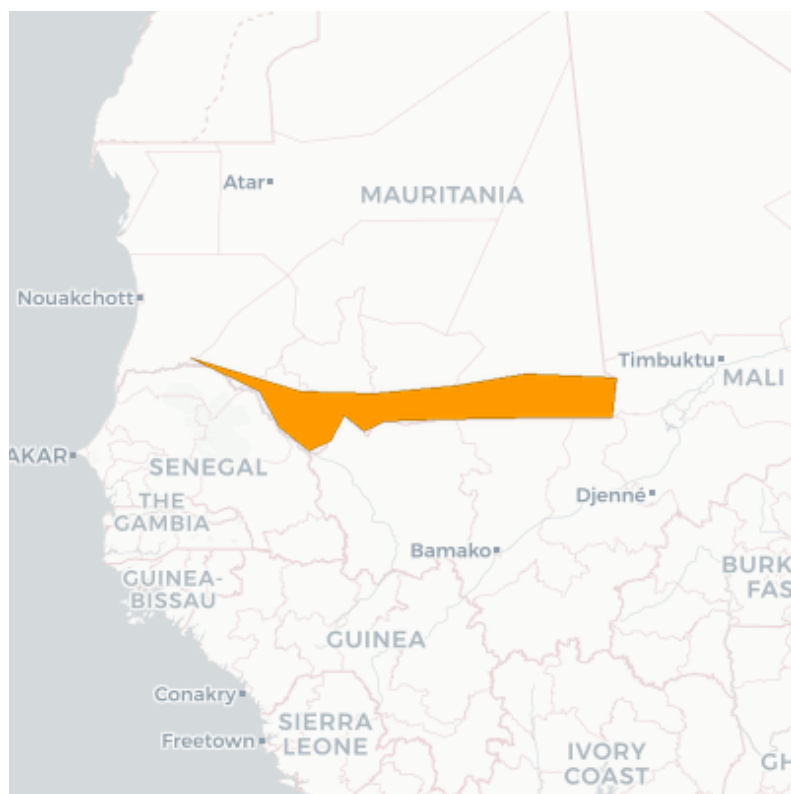 Atar
MAURITANIA
Nouakchott
Timbuktu
MALI
AKAR
SENEGAL
THE
GAMBIA
Djenné
Bamako
BURK
FAS
GUINEA-
BISSAU
GUINEA
Conakry
Freetown
SIERRA
LEONE
IVORY
COAST
GH